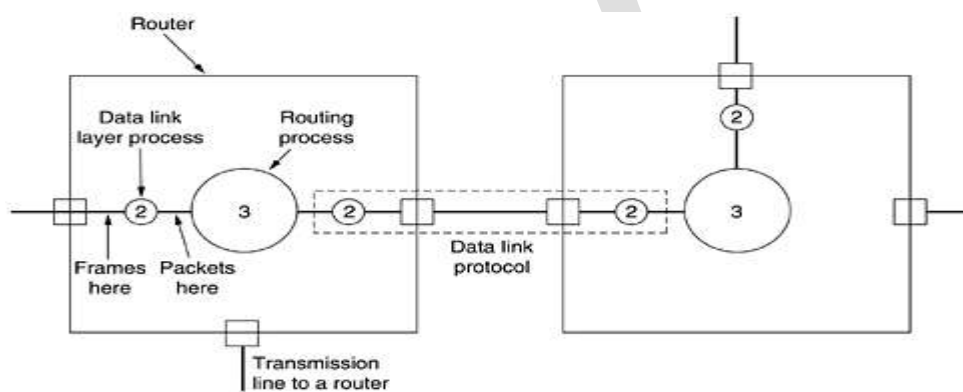 Router
Data link
layer process
Routing
process
2
2
3
2
2
3
Frames
here
Packets
here
Data link
protocol
Transmission
line to a router